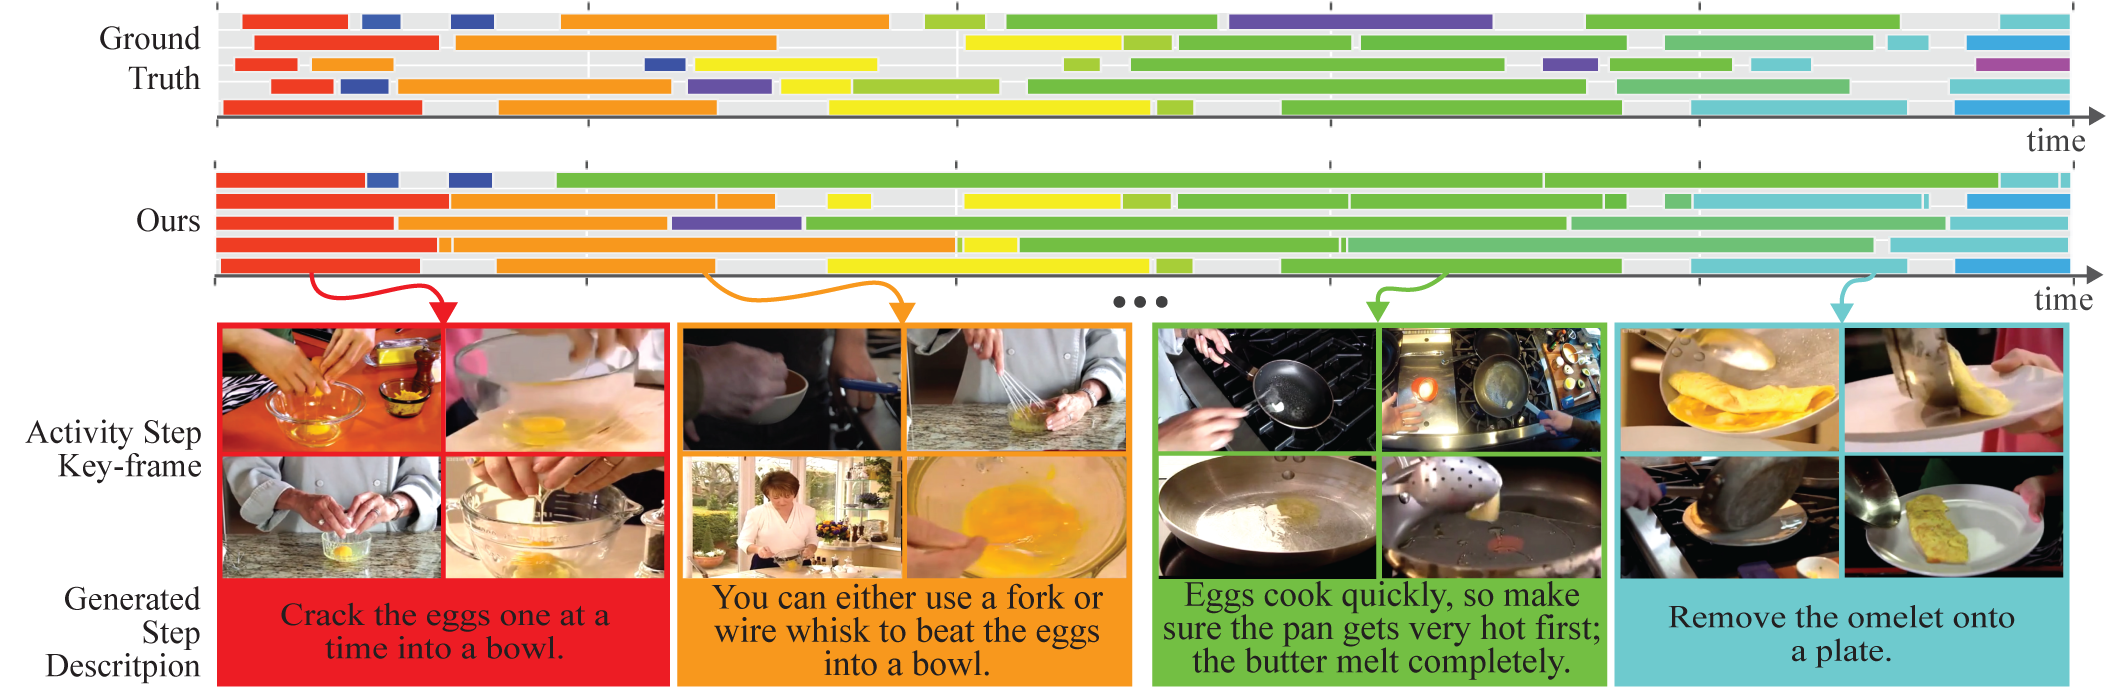 Ground
Truth
time
Ours
time
Activity Step
Key-frame
Generated
Step
Descritpion
Crack the eggs one at a
time into a bowl.
You can either use a fork or
wire whisk to beat the eggs
into a bowl.
Eggs cook quickly, so make
sure the pan gets very hot first;
the butter melt completely.
Remove the omelet onto
a plate.